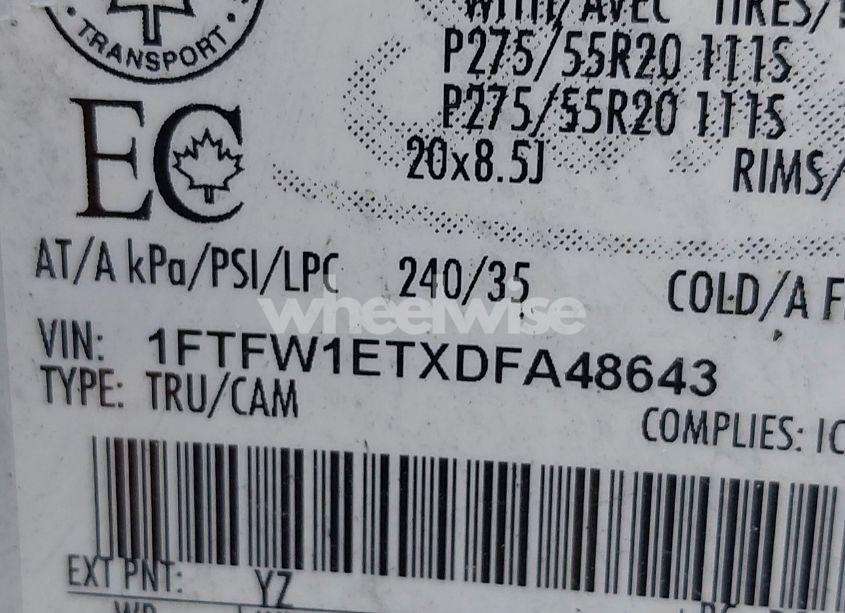 TRANSPORT
WITH/AVEC TIRES/
P275/55R20 111S
P275/55R20 111S
20x8.5J RIMS/
EC
AT/A kPa/PSI/LPC 240/35 COLD/A F
wheelwise
VIN: 1FTFW1ETXDFA48643
TYPE: TRU/CAM
COMPLIES: IC
EXT PNT: YZ